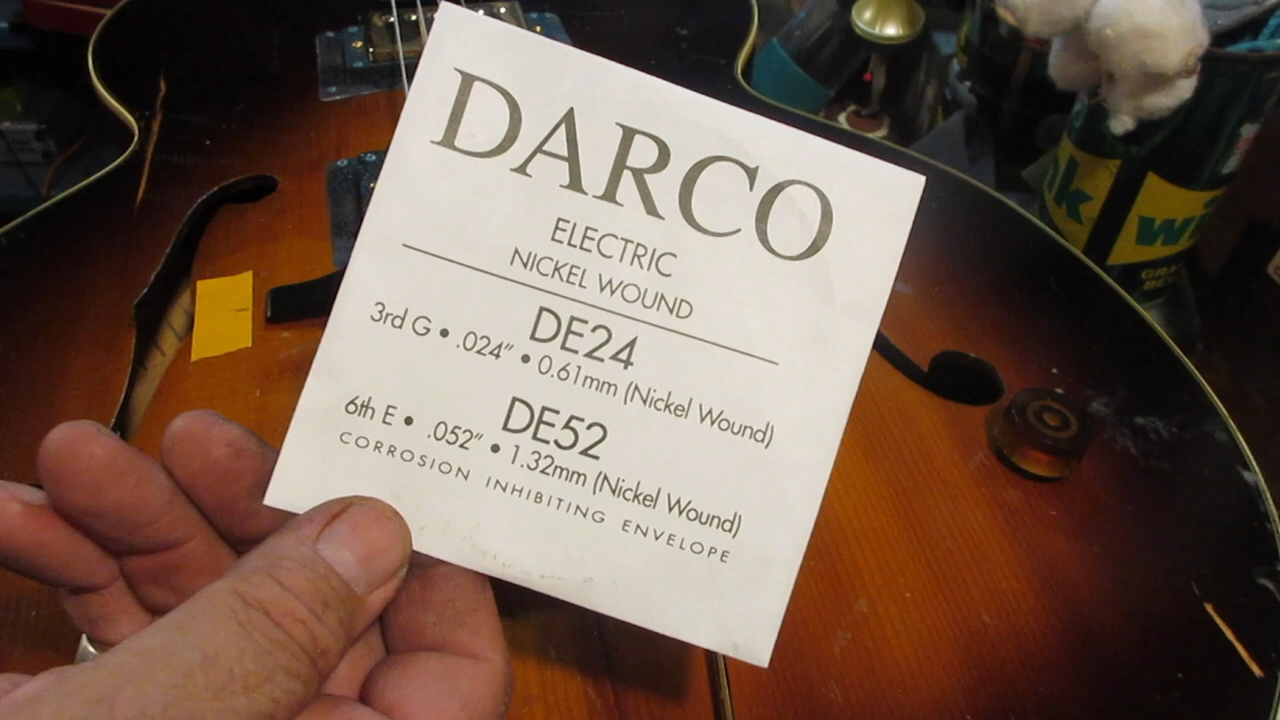 DARCO
ELECTRIC
NICKEL WOUND
DE24
3rd G • .024" • 0.61mm (Nickel Wound)
DE52
6th E • .052" • 1.32mm (Nickel Wound)
CORROSION INHIBITING ENVELOPE